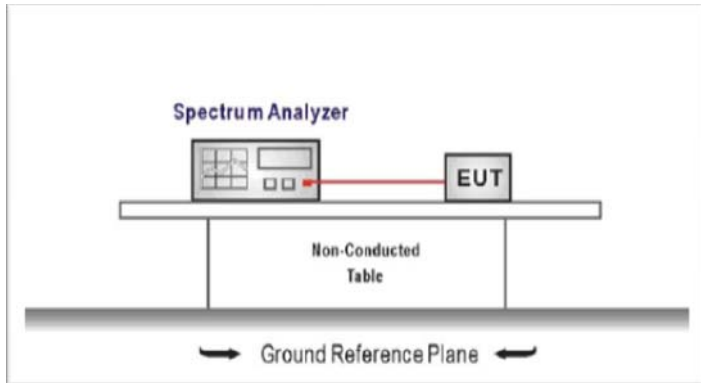 Spectrum Analyzer
EUT
Non-Conducted
Table
Ground Reference Plane